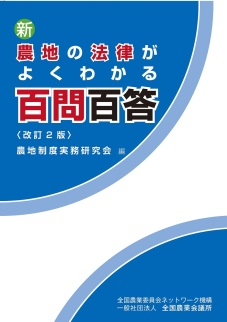 新
農地の法律が
よくわかる
百問百答
〈改訂2版〉
農地制度実務研究会 編
全国農業委員会ネットワーク機構
一般社団法人 全国農業会議所